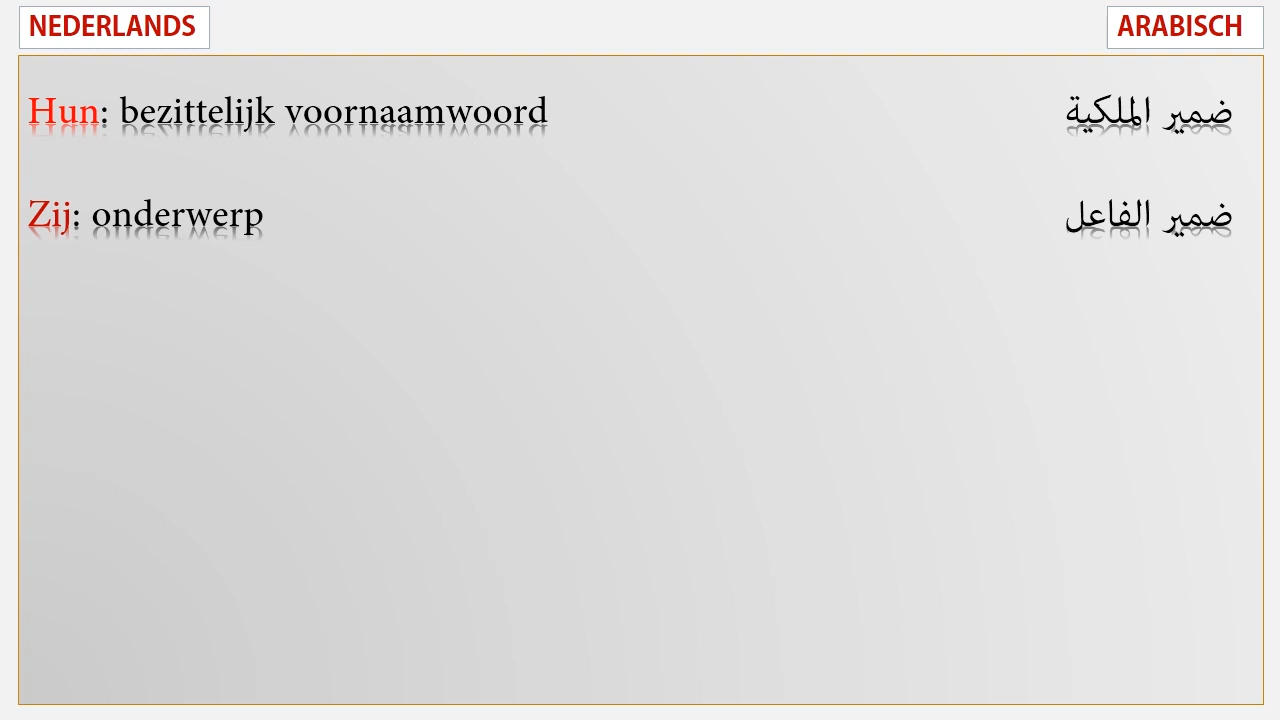 NEDERLANDS ARABISCH
Hun: bezittelijk voornaamwoord ضمير الملكية
Zij: onderwerp ضمير الفاعل